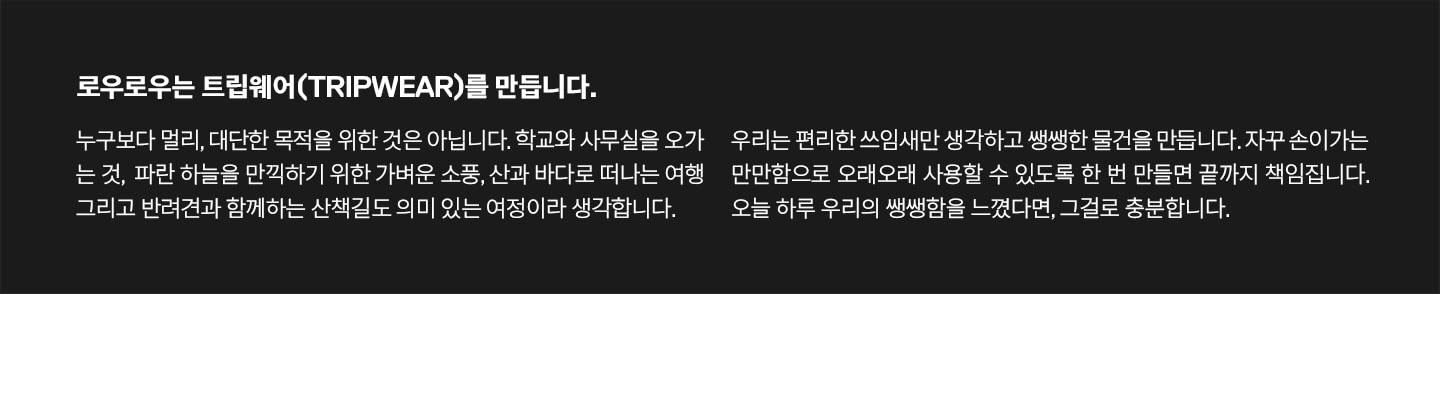 로우로우는 트립웨어(TRIPWEAR)를 만듭니다.
누구보다 멀리, 대단한 목적을 위한 것은 아닙니다. 학교와 사무실을 오가
는 것, 파란 하늘을 만끽하기 위한 가벼운 소풍, 산과 바다로 떠나는 여행
그리고 반려견과 함께하는 산책길도 의미 있는 여정이라 생각합니다.
우리는 편리한 쓰임새만 생각하고 쌩쌩한 물건을 만듭니다. 자꾸 손이가는
만만함으로 오래오래 사용할 수 있도록 한 번 만들면 끝까지 책임집니다.
오늘 하루 우리의 쌩쌩함을 느꼈다면, 그걸로 충분합니다.